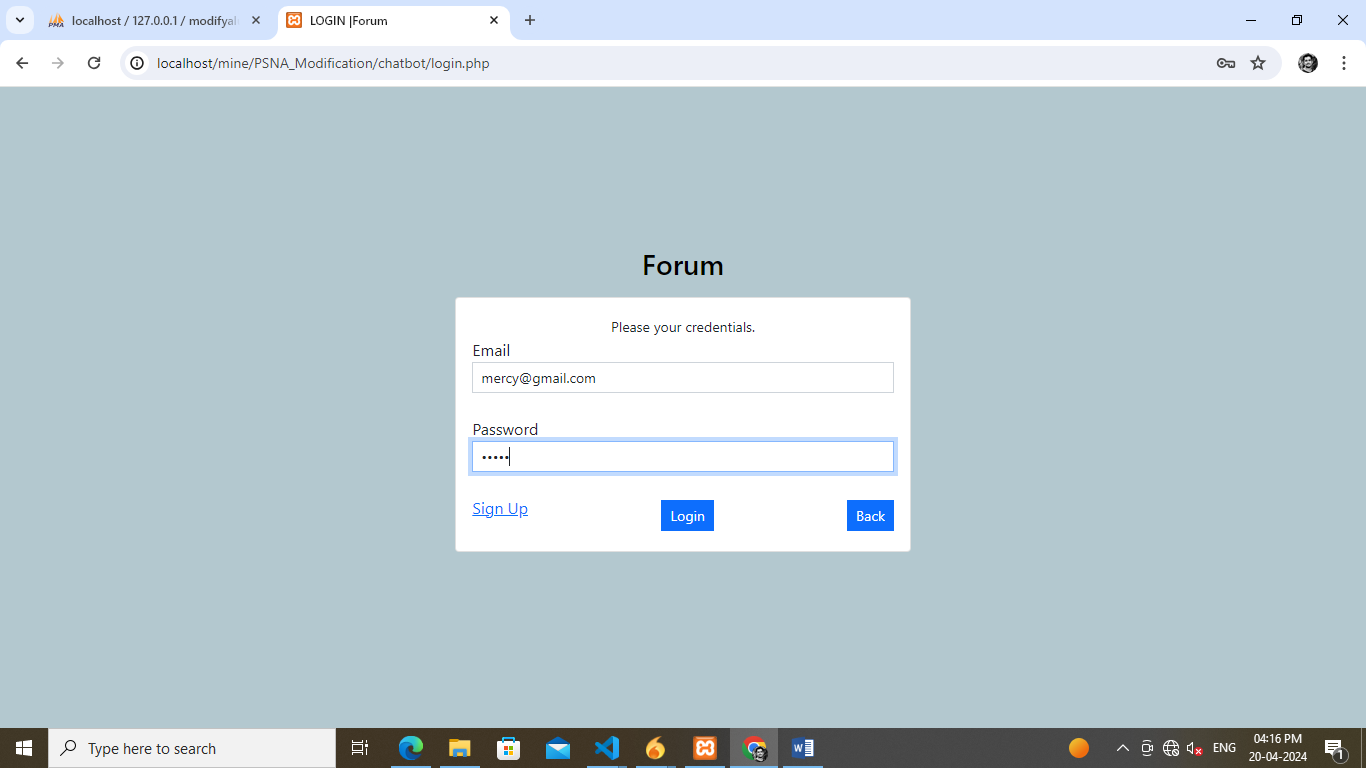 localhost / 127.0.0.1 / modifyal
LOGIN |Forum
localhost/mine/PSNA_Modification/chatbot/login.php
Forum
Please your credentials.
Email
mercy@gmail.com
Password
•••••
Sign Up
Login
Back
Type here to search
ENG
04:16 PM
20-04-2024
1